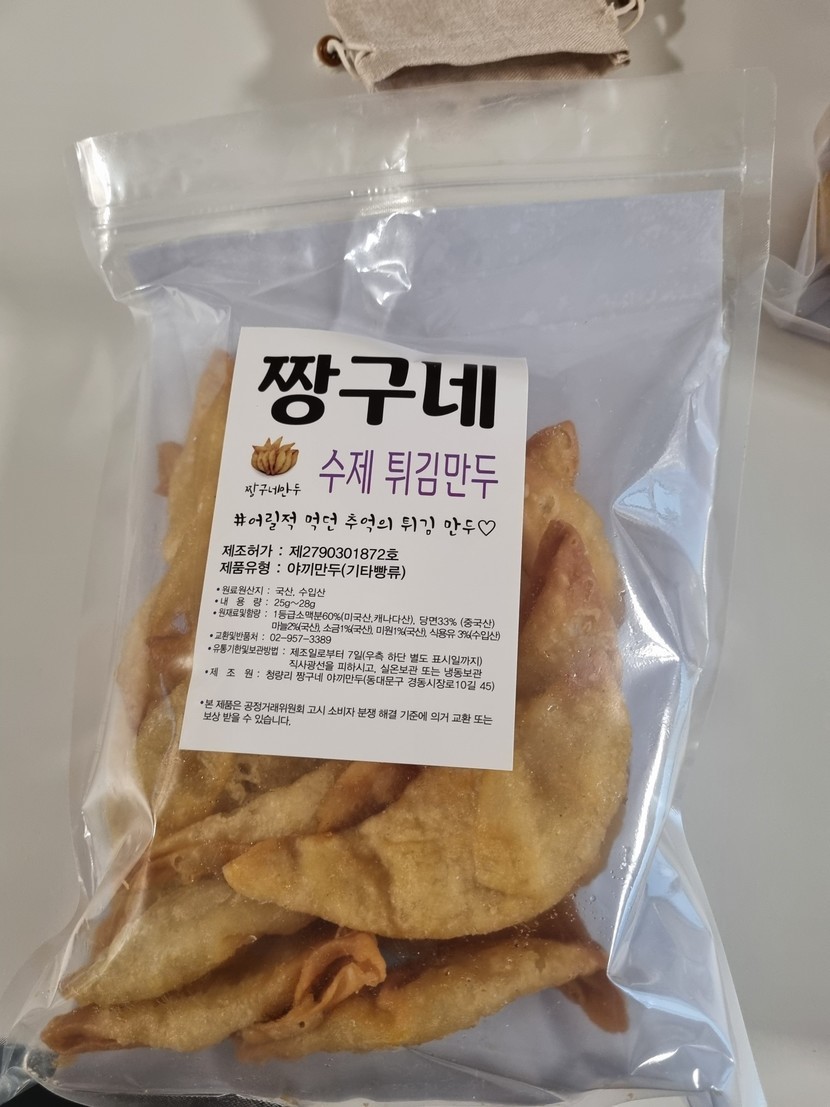 짱구네
짱구네만두
수제 튀김만두
#어릴적 먹던 추억의 튀김 만두♡
제조허가 : 제2790301872호
제품유형 : 야끼만두(기타빵류)
*원료원산지 : 국산, 수입산
*내 용 량 : 25g~28g
*원재료및함량 : 1등급소맥분60%(미국산,캐나다산), 당면33% (중국산)
마늘2%(국산), 소금1%(국산), 미원1%(국산), 식용유 3%(수입산)
*교환및반품처 : 02-957-3389
*유통기한및보관방법 : 제조일로부터 7일(우측 하단 별도 표시일까지)
직사광선을 피하시고, 실온보관 또는 냉동보관
*제 조 원 : 청량리 짱구네 야끼만두(동대문구 경동시장로10길 45)
*본 제품은 공정거래위원회 고시 소비자 분쟁 해결 기준에 의거 교환 또는
보상 받을 수 있습니다.